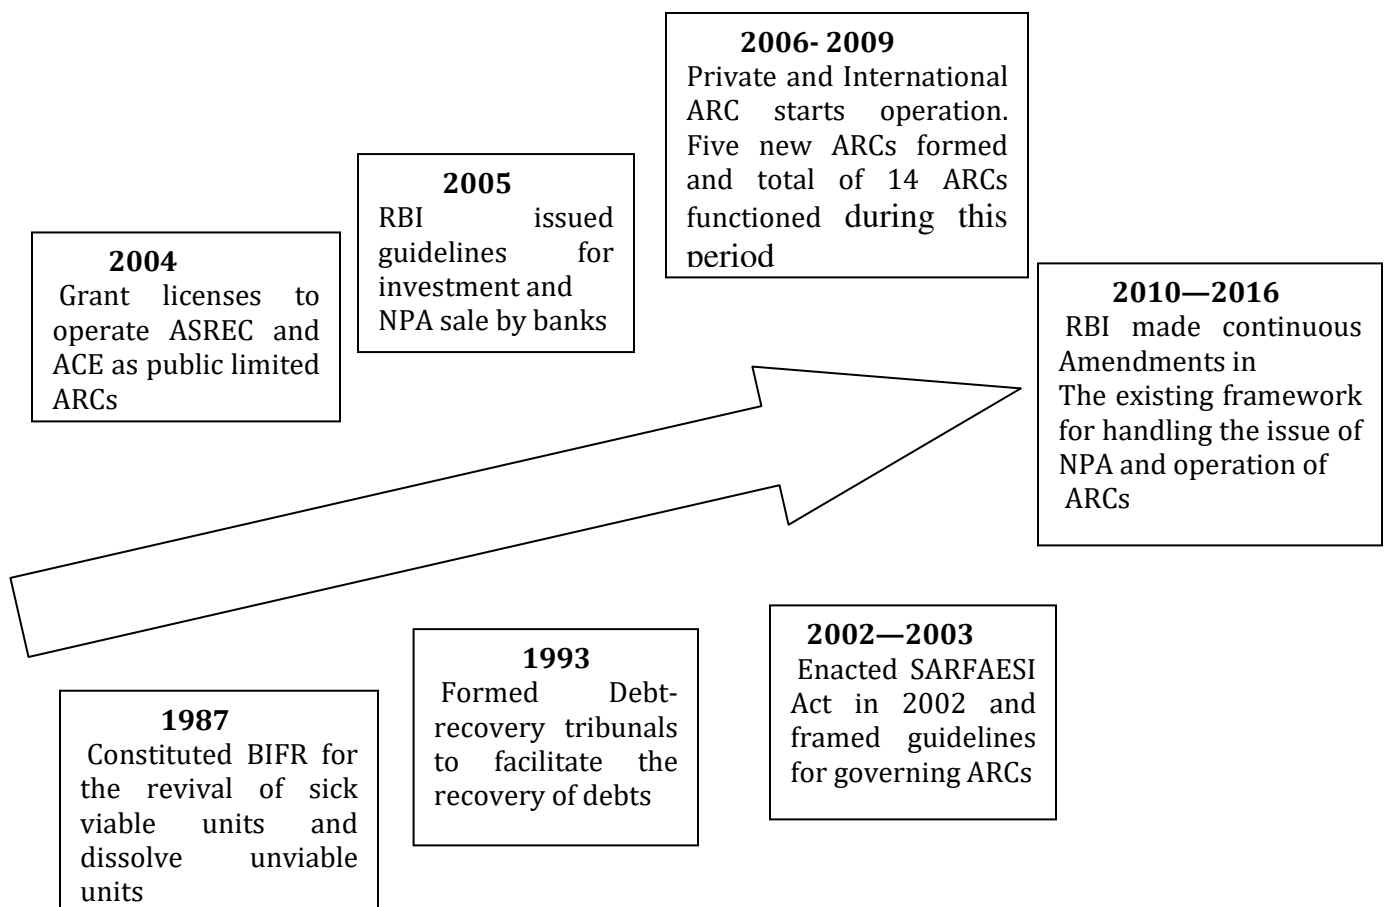 2006- 2009
Private and International
ARC starts operation.
Five new ARCs formed
and total of 14 ARCs
functioned during this
period
2005
RBI issued
guidelines for
investment and
NPA sale by banks
2004
Grant licenses to
operate ASREC and
ACE as public limited
ARCs
2010—2016
RBI made continuous
Amendments in
The existing framework
for handling the issue of
NPA and operation of
ARCs
1987
Constituted BIFR for
the revival of sick
viable units and
dissolve unviable
units
1993
Formed Debt-
recovery tribunals
to facilitate the
recovery of debts
2002—2003
Enacted SARFAESI
Act in 2002 and
framed guidelines
for governing ARCs